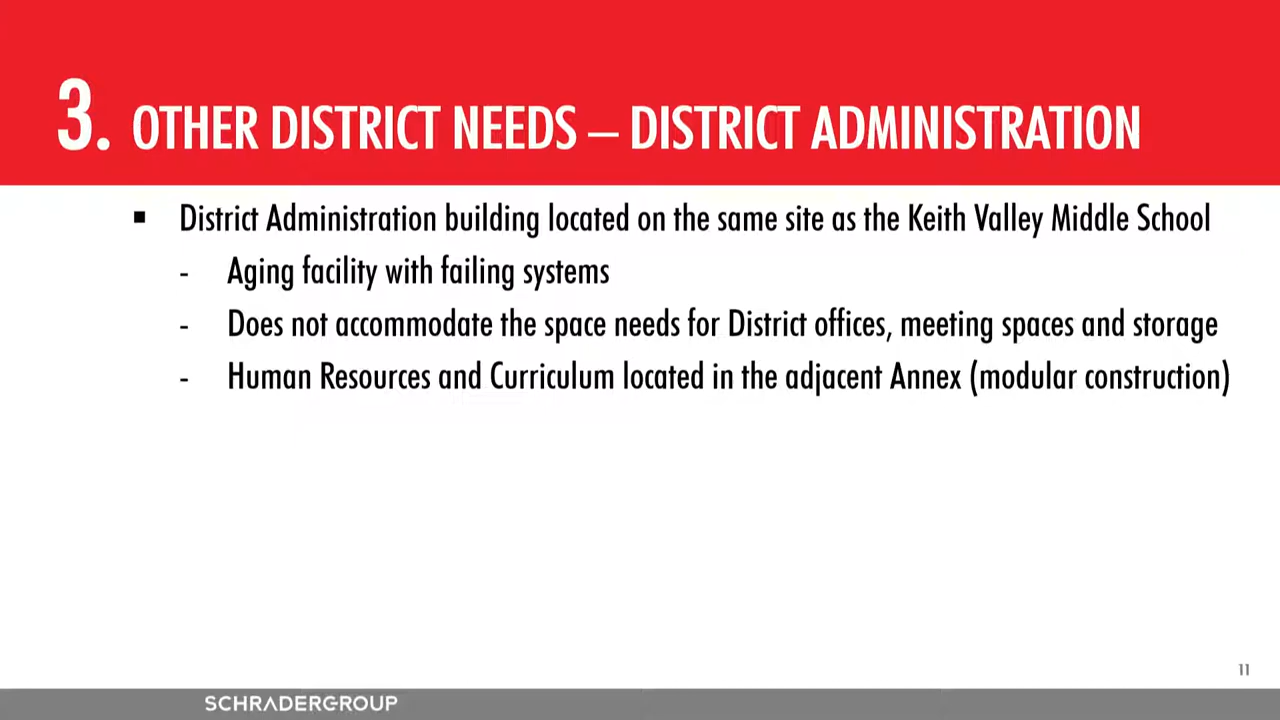 3. OTHER DISTRICT NEEDS – DISTRICT ADMINISTRATION
▪ District Administration building located on the same site as the Keith Valley Middle School
- Aging facility with failing systems
- Does not accommodate the space needs for District offices, meeting spaces and storage
- Human Resources and Curriculum located in the adjacent Annex (modular construction)
11
SCHRADERGROUP